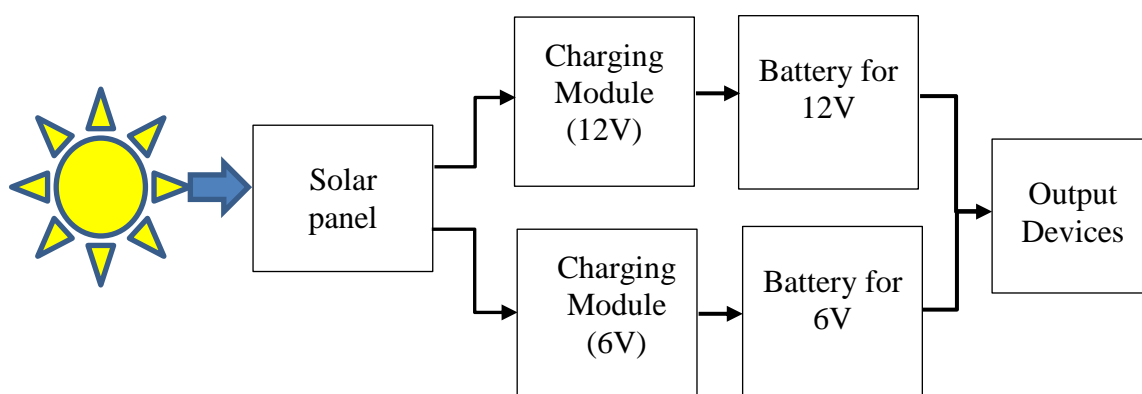 Solar
panel
Charging
Module
(12V)
Battery for
12V
Charging
Module
(6V)
Battery for
6V
Output
Devices